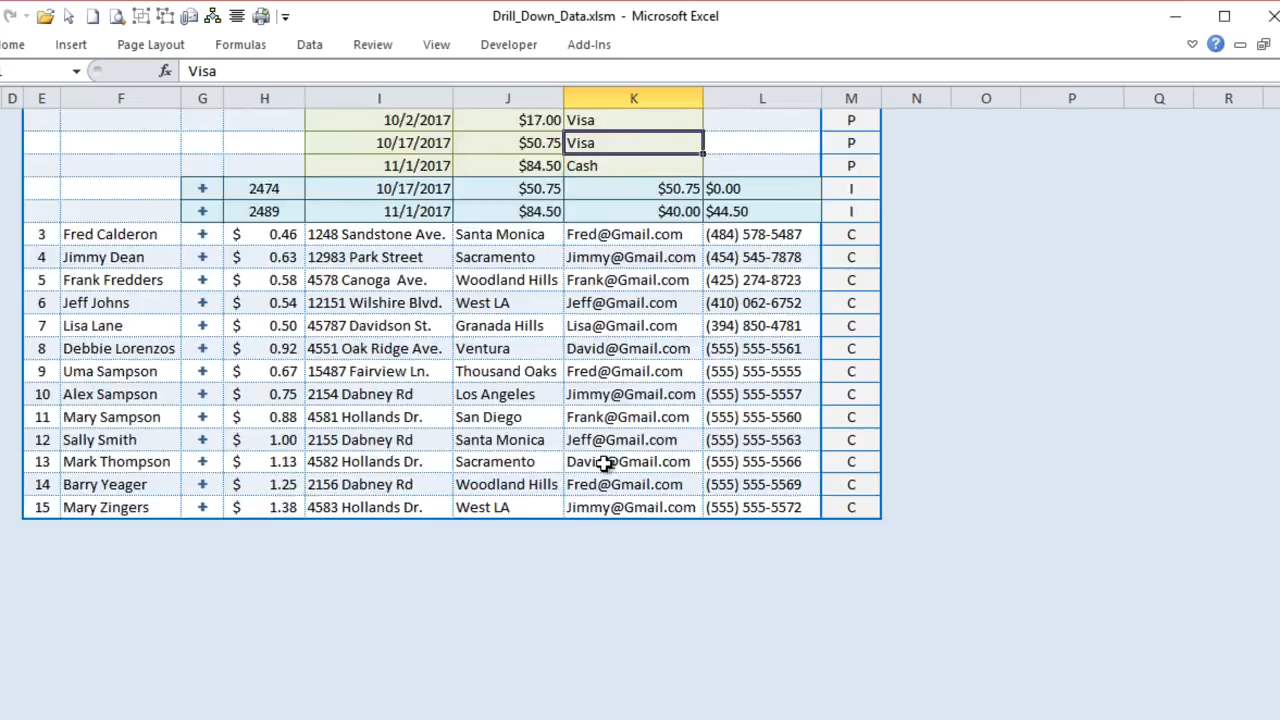 Drill_Down_Data.xlsm - Microsoft Excel
ome Insert Page Layout Formulas Data Review View Developer Add-Ins
fx Visa
D E F G H I J K L M N O P Q R
10/2/2017 $17.00 Visa P
10/17/2017 $50.75 Visa P
11/1/2017 $84.50 Cash P
+ 2474 10/17/2017 $50.75 $50.75 $0.00 I
+ 2489 11/1/2017 $84.50 $40.00 $44.50 I
3 Fred Calderon + $ 0.46 1248 Sandstone Ave. Santa Monica Fred@Gmail.com (484) 578-5487 C
4 Jimmy Dean + $ 0.63 12983 Park Street Sacramento Jimmy@Gmail.com (454) 545-7878 C
5 Frank Fredders + $ 0.58 4578 Canoga Ave. Woodland Hills Frank@Gmail.com (425) 274-8723 C
6 Jeff Johns + $ 0.54 12151 Wilshire Blvd. West LA Jeff@Gmail.com (410) 062-6752 C
7 Lisa Lane + $ 0.50 45787 Davidson St. Granada Hills Lisa@Gmail.com (394) 850-4781 C
8 Debbie Lorenzos + $ 0.92 4551 Oak Ridge Ave. Ventura David@Gmail.com (555) 555-5561 C
9 Uma Sampson + $ 0.67 15487 Fairview Ln. Thousand Oaks Fred@Gmail.com (555) 555-5555 C
10 Alex Sampson + $ 0.75 2154 Dabney Rd Los Angeles Jimmy@Gmail.com (555) 555-5557 C
11 Mary Sampson + $ 0.88 4581 Hollands Dr. San Diego Frank@Gmail.com (555) 555-5560 C
12 Sally Smith + $ 1.00 2155 Dabney Rd Santa Monica Jeff@Gmail.com (555) 555-5563 C
13 Mark Thompson + $ 1.13 4582 Hollands Dr. Sacramento David@Gmail.com (555) 555-5566 C
14 Barry Yeager + $ 1.25 2156 Dabney Rd Woodland Hills Fred@Gmail.com (555) 555-5569 C
15 Mary Zingers + $ 1.38 4583 Hollands Dr. West LA Jimmy@Gmail.com (555) 555-5572 C